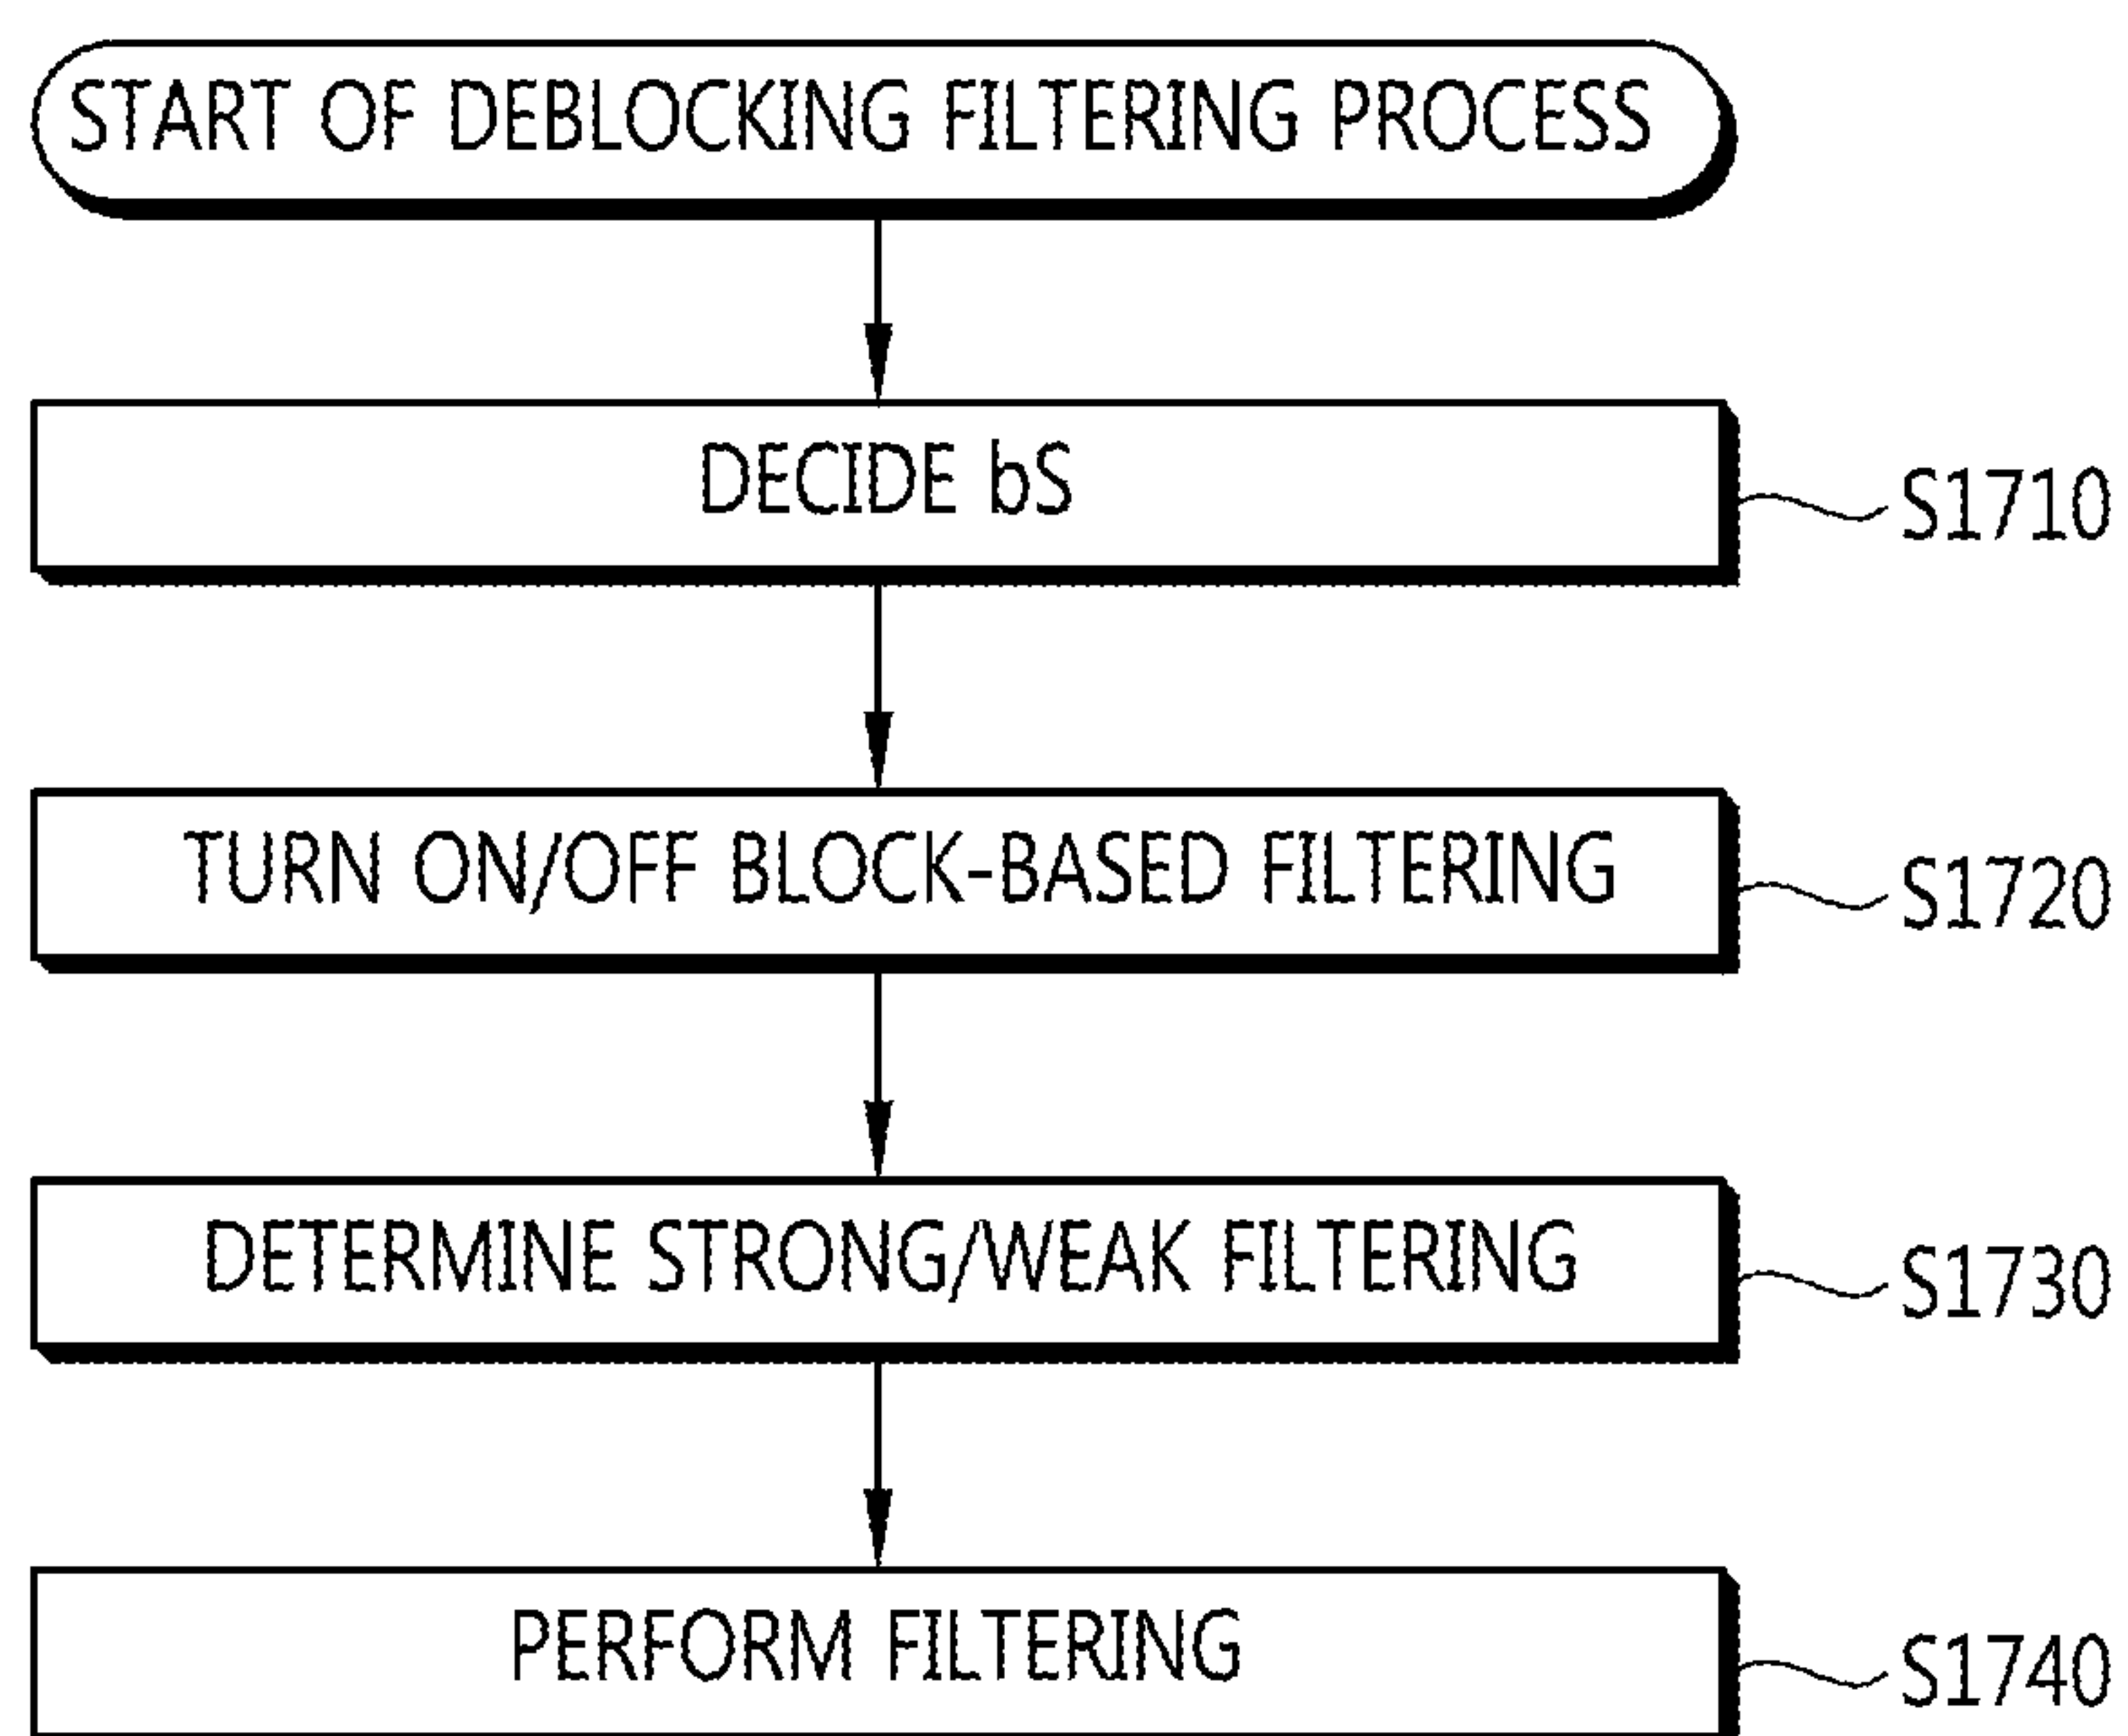 START OF DEBLOCKING FILTERING PROCESS
DECIDE bS
S1710
TURN ON/OFF BLOCK-BASED FILTERING
S1720
DETERMINE STRONG/WEAK FILTERING
S1730
PERFORM FILTERING
S1740